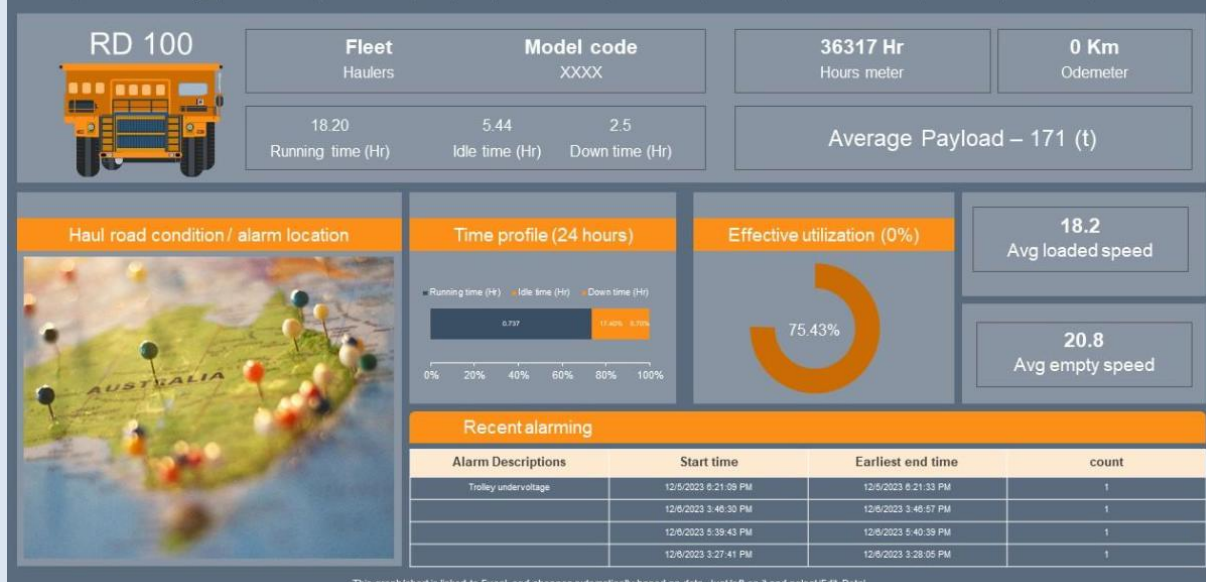 RD 100
Fleet
Haulers
Model code
XXXX
36317 Hr
Hours meter
0 Km
Odemeter
18.20
Running time (Hr)
5.44
Idle time (Hr)
2.5
Down time (Hr)
Average Payload – 171 (t)
Haul road condition / alarm location
AUSTRALIA
Time profile (24 hours)
Running time (Hr) Idle time (Hr) Down time (Hr)
0.737
0% 20% 40% 60% 80% 100%
Effective utilization (0%)
75.43%
18.2
Avg loaded speed
20.8
Avg empty speed
Recent alarming
Alarm Descriptions Start time Earliest end time count
Trolley undervoltage 12/5/2023 6:21:09 PM 12/5/2023 6:21:33 PM 1
12/6/2023 3:46:30 PM 12/6/2023 3:46:57 PM 1
12/6/2023 5:39:43 PM 12/6/2023 5:40:39 PM 1
12/6/2023 3:27:41 PM 12/6/2023 3:28:05 PM 1